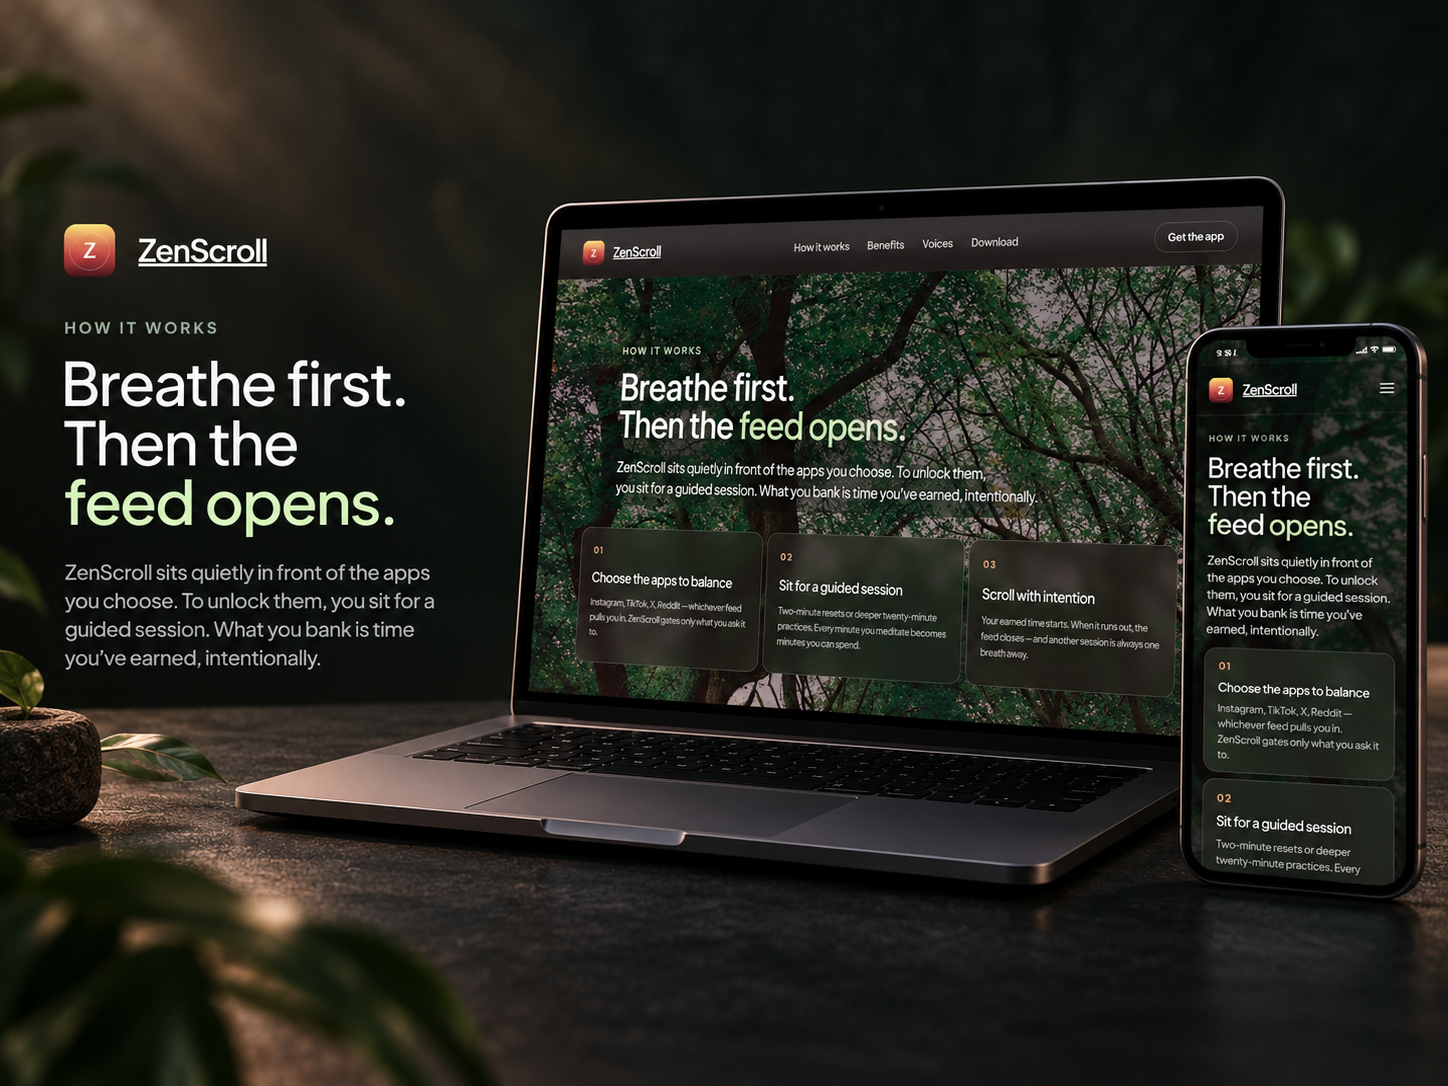 Z
ZenScroll
HOW IT WORKS
Breathe first.
Then the
feed opens.
ZenScroll sits quietly in front of the apps
you choose. To unlock them, you sit for a
guided session. What you bank is time
you've earned, intentionally.
Z
ZenScroll
How it works
Benefits
Voices
Download
Get the app
HOW IT WORKS
Breathe first.
Then the feed opens.
ZenScroll sits quietly in front of the apps you choose. To unlock them,
you sit for a guided session. What you bank is time you've earned, intentionally.
01
Choose the apps to balance
Instagram, TikTok, X, Reddit — whichever feed
pulls you in. ZenScroll gates only what you ask it
to.
02
Sit for a guided session
Two-minute resets or deeper twenty-minute
practices. Every minute you meditate becomes
minutes you can spend.
03
Scroll with intention
Your earned time starts. When it runs out, the
feed closes — and another session is always one
breath away.
Z
ZenScroll
HOW IT WORKS
Breathe first.
Then the
feed opens.
ZenScroll sits quietly in front of
the apps you choose. To unlock
them, you sit for a guided session.
What you bank is time you've
earned, intentionally.
01
Choose the apps to balance
Instagram, TikTok, X, Reddit —
whichever feed pulls you in.
ZenScroll gates only what you ask it
to.
02
Sit for a guided session
Two-minute resets or deeper
twenty-minute practices. Every